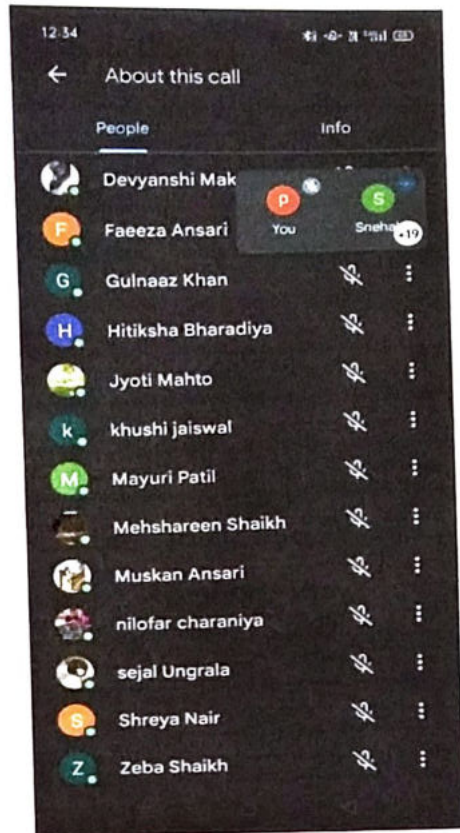 12:34
About this call
People
Info
Devyanshi Mak
P
You
S
Snehal
+19
F
Faeeza Ansari
G
Gulnaaz Khan
H
Hitiksha Bharadiya
Jyoti Mahto
k
khushi jaiswal
M
Mayuri Patil
Mehshareen Shaikh
Muskan Ansari
nilofar charaniya
sejal Ungrala
S
Shreya Nair
Z
Zeba Shaikh